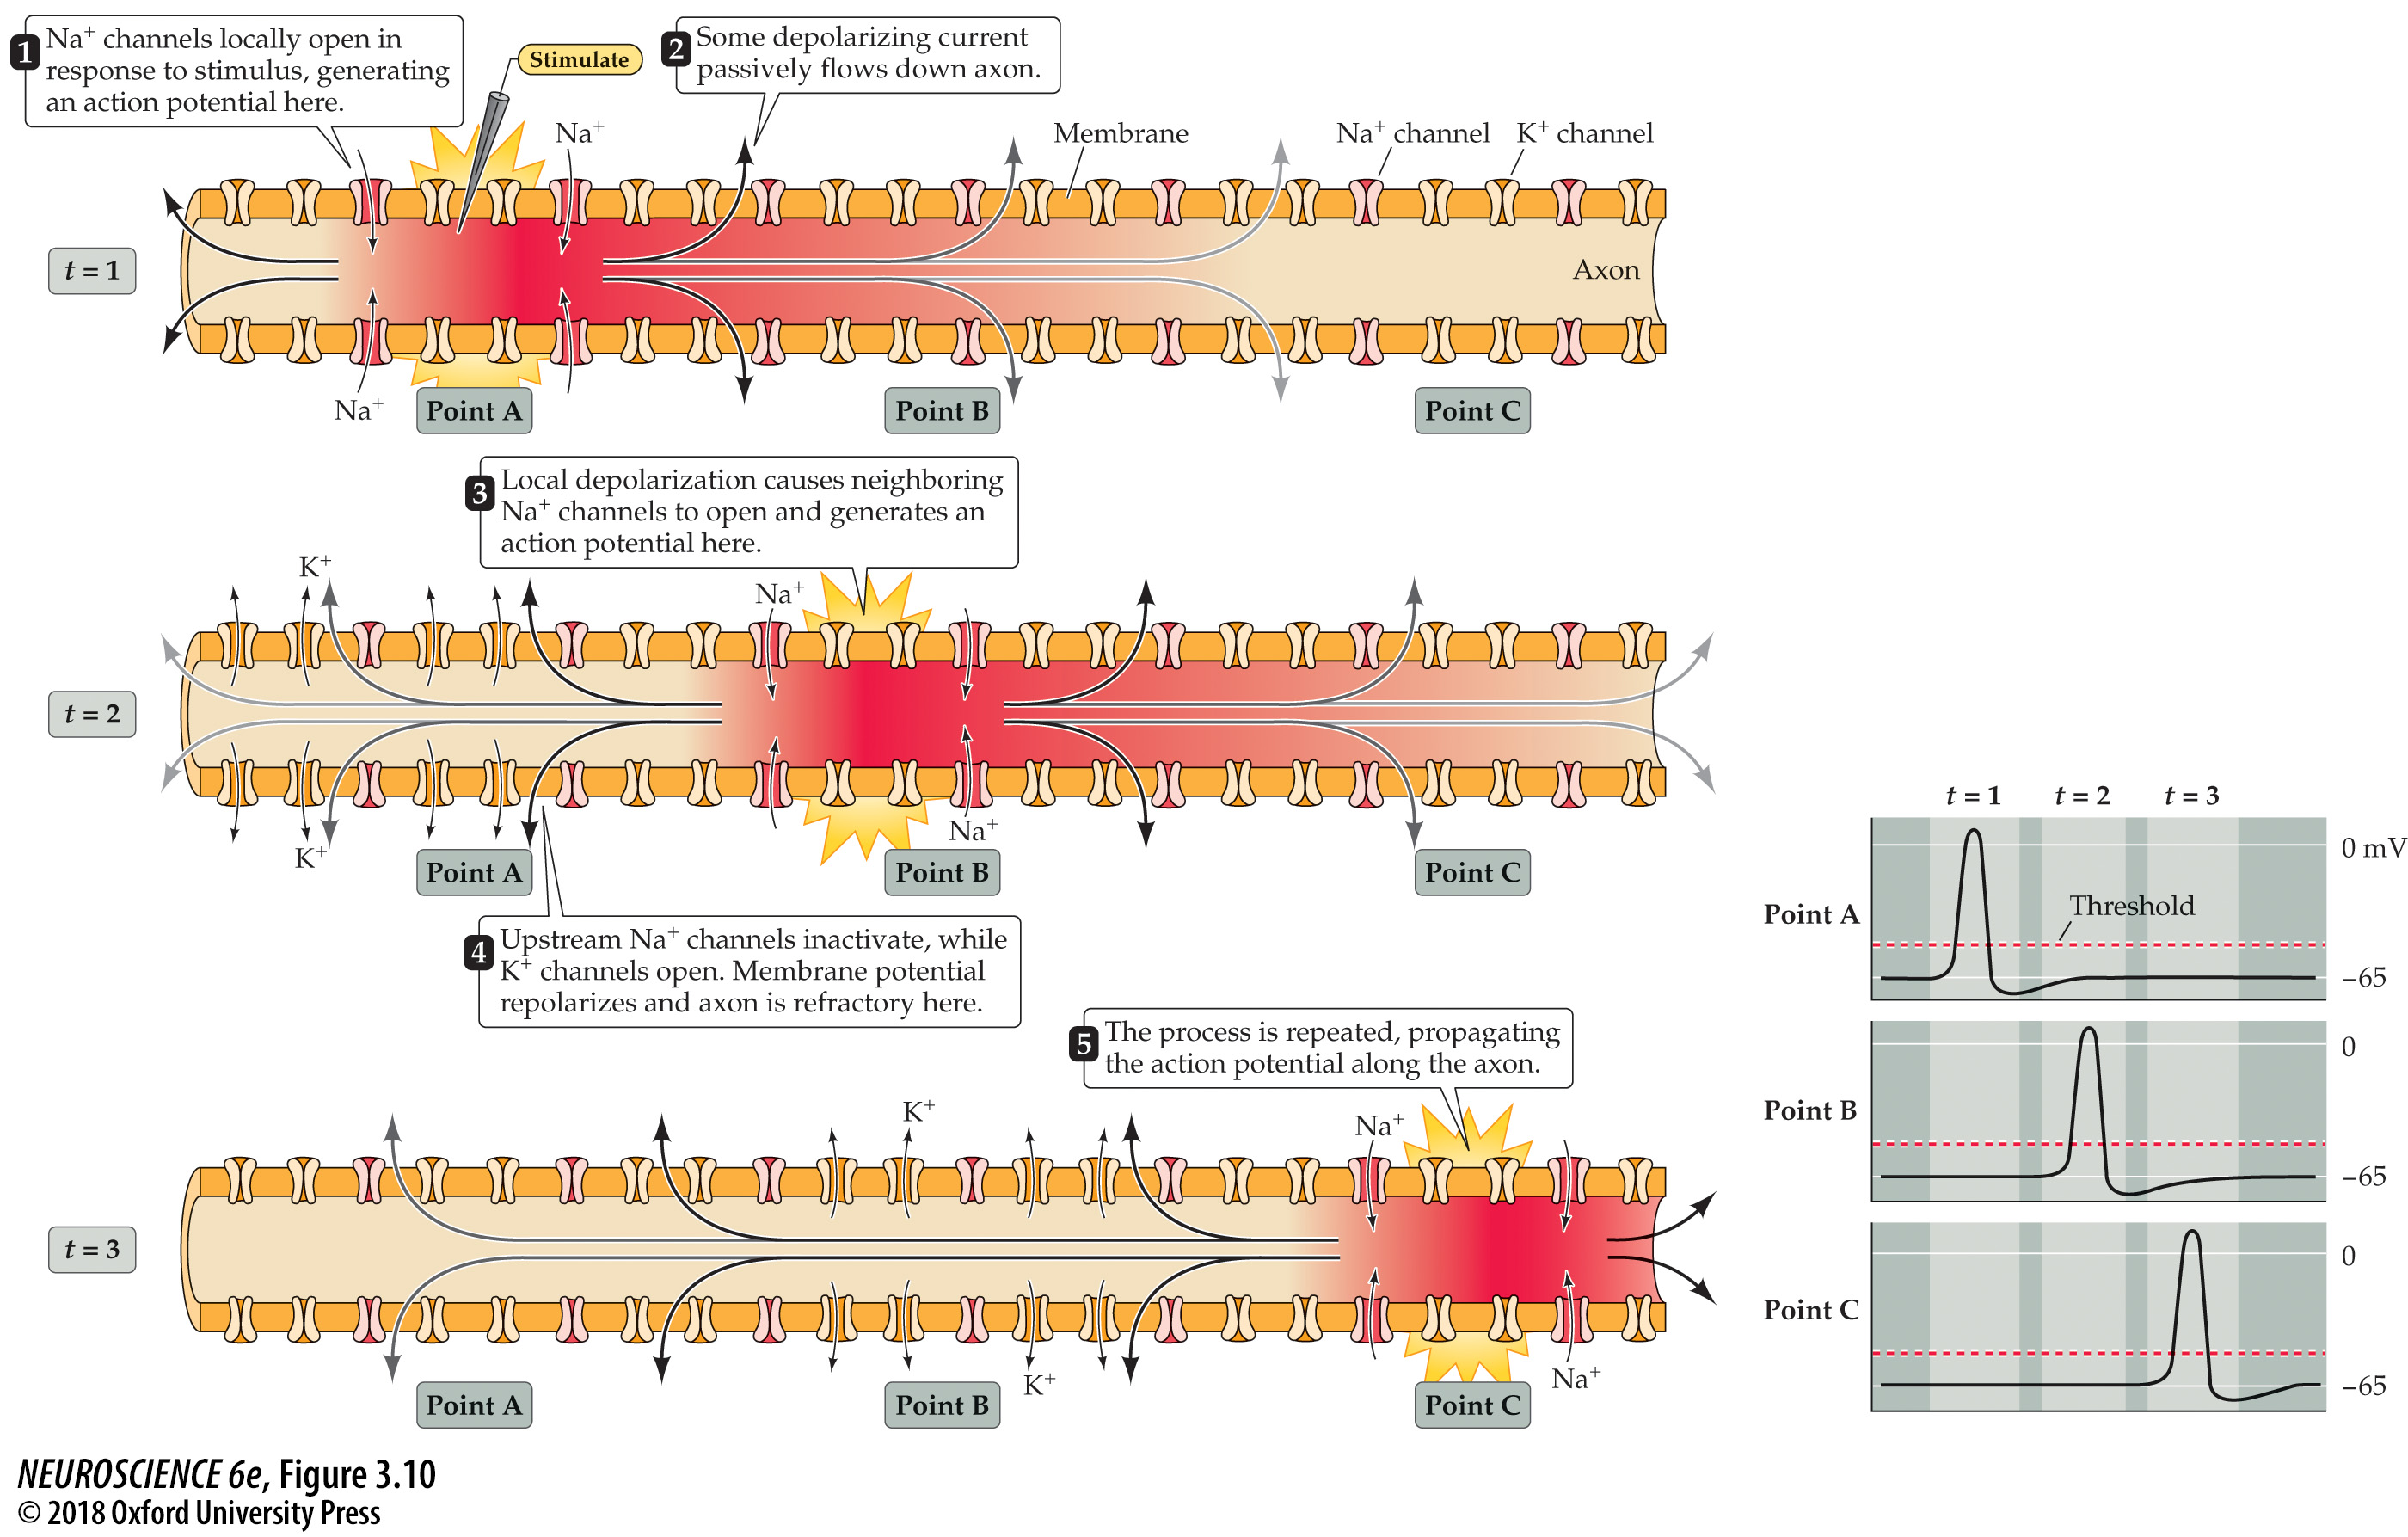 1 Na+ channels locally open in
response to stimulus, generating
an action potential here.
Stimulate
2 Some depolarizing current
passively flows down axon.
Na+
Membrane
Na+ channel
K+ channel
t = 1
Axon
Na+
Point A
Point B
Point C
3 Local depolarization causes neighboring
Na+ channels to open and generates an
action potential here.
K+
Na+
t = 2
K+
Na+
Point A
Point B
Point C
4 Upstream Na+ channels inactivate, while
K+ channels open. Membrane potential
repolarizes and axon is refractory here.
5 The process is repeated, propagating
the action potential along the axon.
K+
Na+
t = 3
K+
Na+
Point A
Point B
Point C
t = 1
t = 2
t = 3
0 mV
Point A
Threshold
–65
0
Point B
–65
0
Point C
–65
NEUROSCIENCE 6e, Figure 3.10
© 2018 Oxford University Press